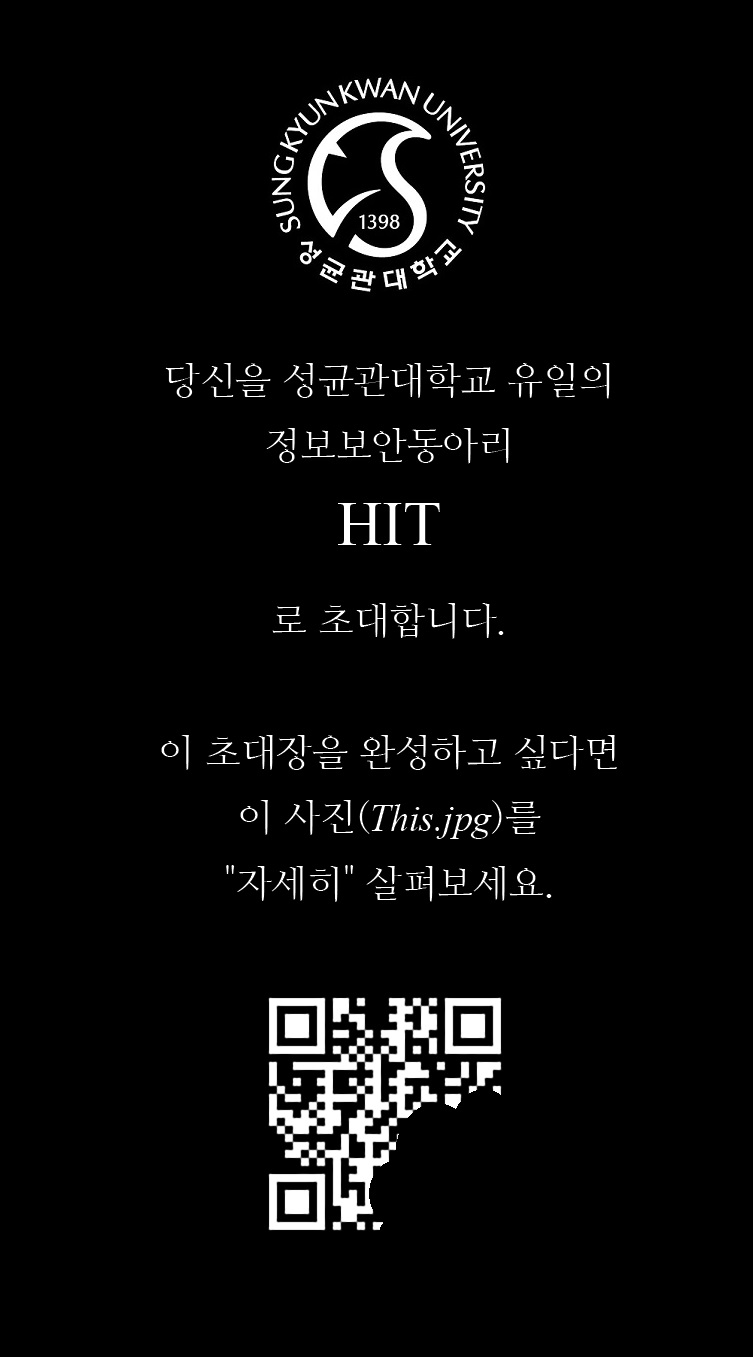 SUNGKYUNKWAN UNIVERSITY
1398
성균관대학교
당신을 성균관대학교 유일의
정보보안동아리
HIT
로 초대합니다.
이 초대장을 완성하고 싶다면
이 사진(This.jpg)를
"자세히" 살펴보세요.